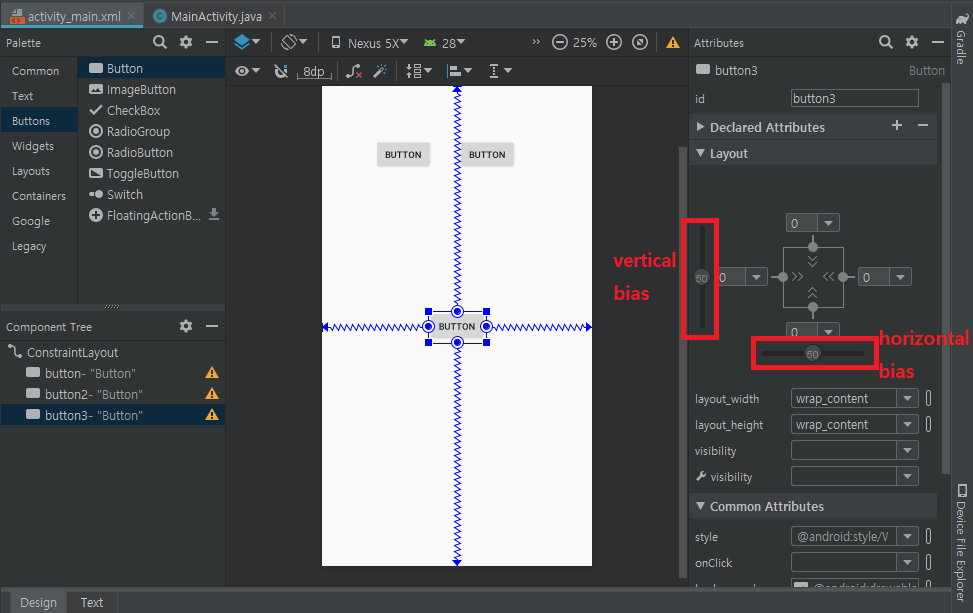 activity_main.xml
MainActivity.java
Palette
Nexus 5X
28
25%
Attributes
8dp
Common
Text
Buttons
Widgets
Layouts
Containers
Google
Legacy
Button
ImageButton
CheckBox
RadioGroup
RadioButton
ToggleButton
Switch
FloatingActionB...
Component Tree
ConstraintLayout
button- "Button"
button2- "Button"
button3- "Button"
BUTTON
BUTTON
BUTTON
vertical
bias
button3
Button
id
button3
Declared Attributes
Layout
0
50
0
0
0
50
horizontal
bias
layout_width
wrap_content
layout_height
wrap_content
visibility
visibility
Common Attributes
style
@android:style/W
onClick
Gradle
Device File Explorer
Design
Text